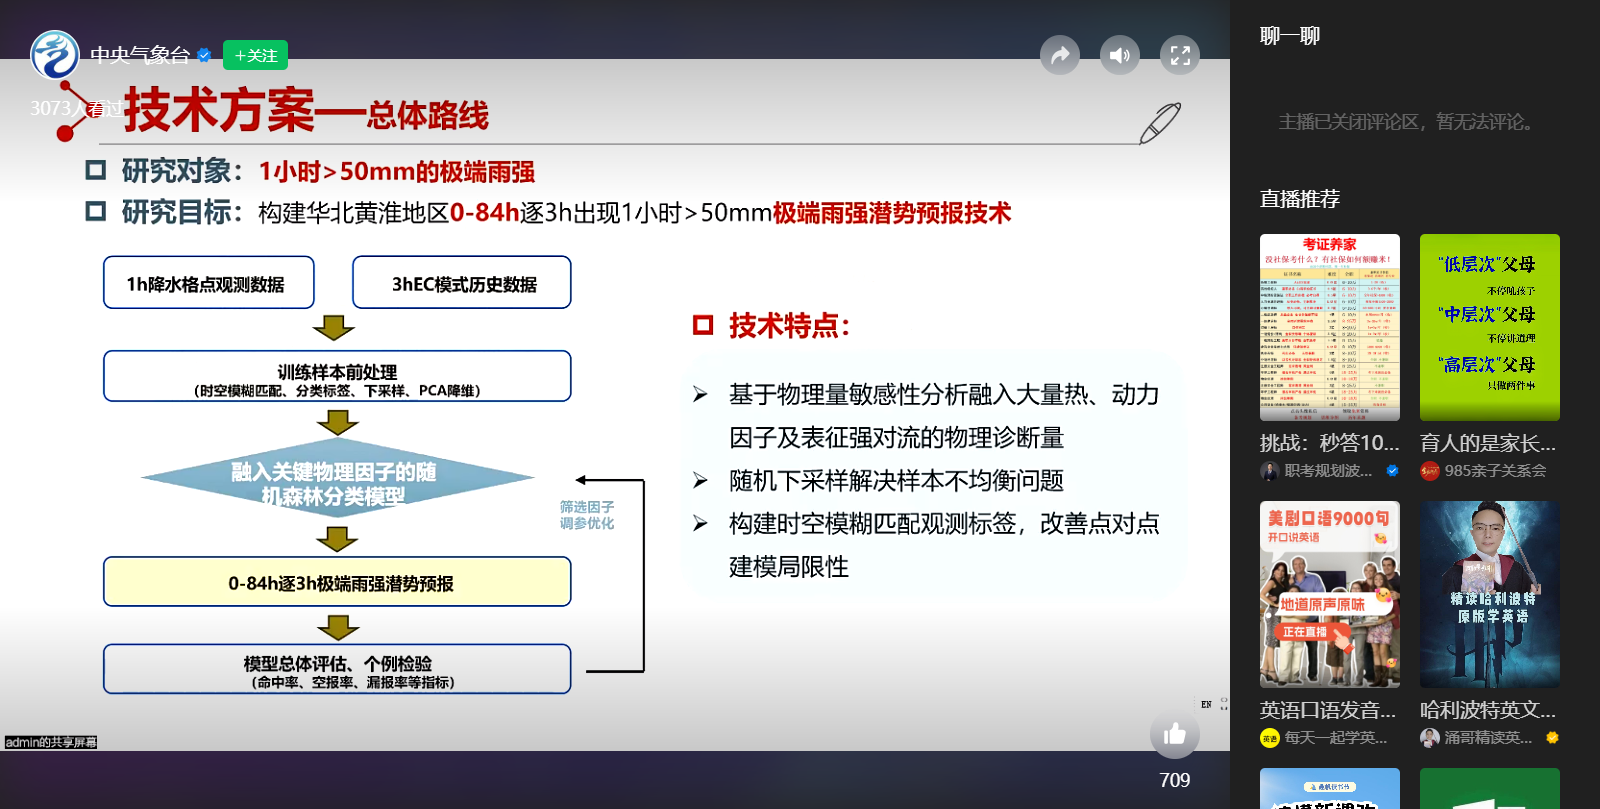 中央气象台
+关注
3073人看过
技术方案—总体路线
研究对象：1小时>50mm的极端雨强
研究目标：构建华北黄淮地区0-84h逐3h出现1小时>50mm极端雨强潜势预报技术
1h降水格点观测数据
3hEC模式历史数据
训练样本前处理
（时空模糊匹配、分类标签、下采样、PCA降维）
融入关键物理因子的随
机森林分类模型
筛选因子
调参优化
0-84h逐3h极端雨强潜势预报
模型总体评估、个例检验
（命中率、空报率、漏报率等指标）
技术特点：
基于物理量敏感性分析融入大量热、动力
因子及表征强对流的物理诊断量
随机下采样解决样本不均衡问题
构建时空模糊匹配观测标签，改善点对点
建模局限性
EN
admin的共享屏幕
709
聊一聊
主播已关闭评论区，暂无法评论。
直播推荐
考证养家
没社保考什么？有社保如何领赚米！
挑战：秒答10...
职考规划波...
“低层次”父母
不停吼孩子
“中层次”父母
不停讲道理
“高层次”父母
只做两件事
育人的是家长...
985亲子关系会
美剧口语9000句
开口说英语
地道原声原味
正在直播
英语口语发音...
英语
每天一起学英...
精读哈利波特
原版学英语
哈利波特英文...
涌哥精读英...